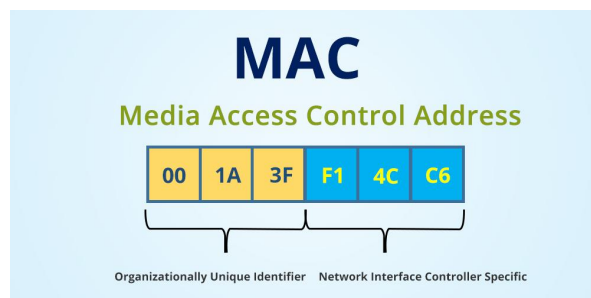 MAC
Media Access Control Address
00 1A 3F F1 4C C6
Organizationally Unique Identifier Network Interface Controller Specific